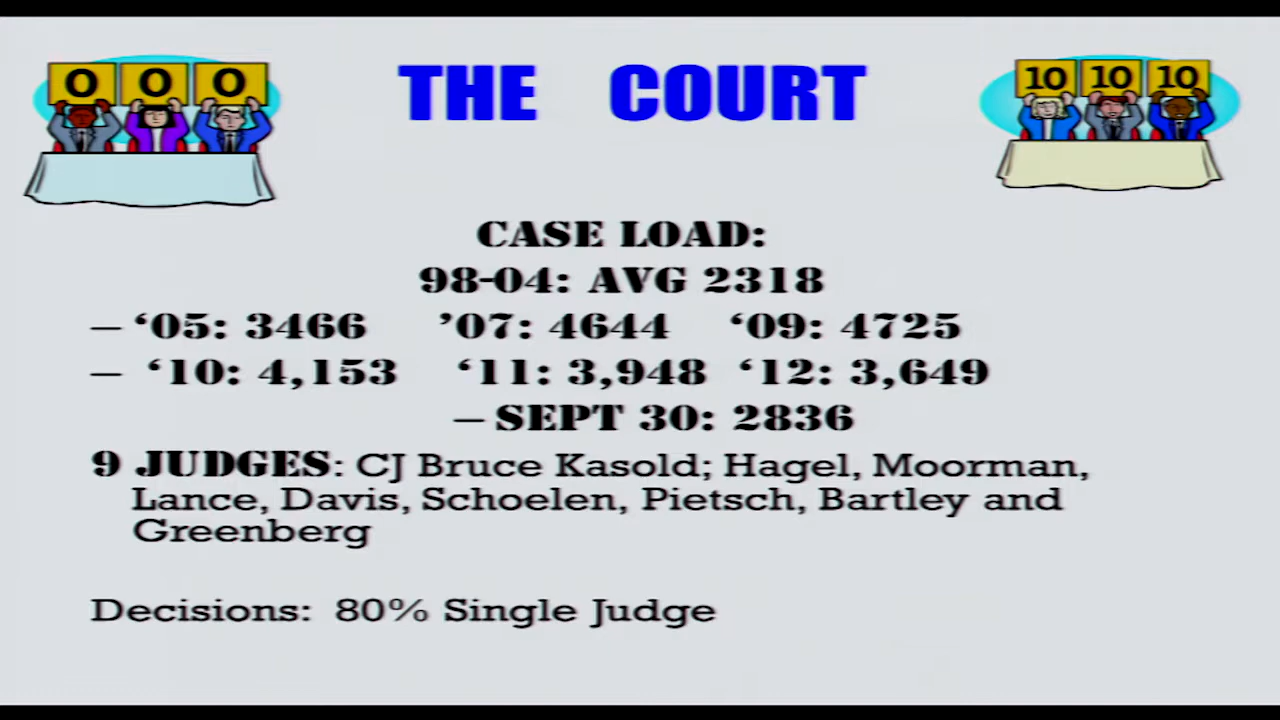 0 0 0
THE COURT
10 10 10
CASE LOAD:
98-04: AVG 2318
– ‘05: 3466 ’07: 4644 ‘09: 4725
– ‘10: 4,153 ‘11: 3,948 ‘12: 3,649
– SEPT 30: 2836
9 JUDGES: CJ Bruce Kasold; Hagel, Moorman,
Lance, Davis, Schoelen, Pietsch, Bartley and
Greenberg
Decisions: 80% Single Judge